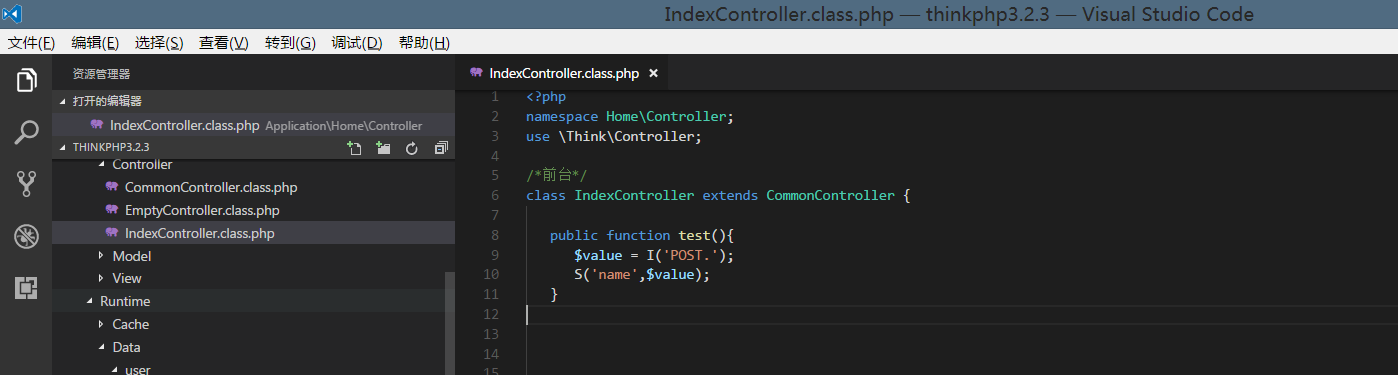 IndexController.class.php — thinkphp3.2.3 — Visual Studio Code
文件(F) 编辑(E) 选择(S) 查看(V) 转到(G) 调试(D) 帮助(H)
资源管理器
打开的编辑器
IndexController.class.php Application\Home\Controller
THINKPHP3.2.3
Controller
CommonController.class.php
EmptyController.class.php
IndexController.class.php
Model
View
Runtime
Cache
Data
user
IndexController.class.php ×
1 <?php
2 namespace Home\Controller;
3 use \Think\Controller;
4
5 /*前台*/
6 class IndexController extends CommonController {
7
8 public function test(){
9 $value = I('POST.');
10 S('name',$value);
11 }
12
13
14
15